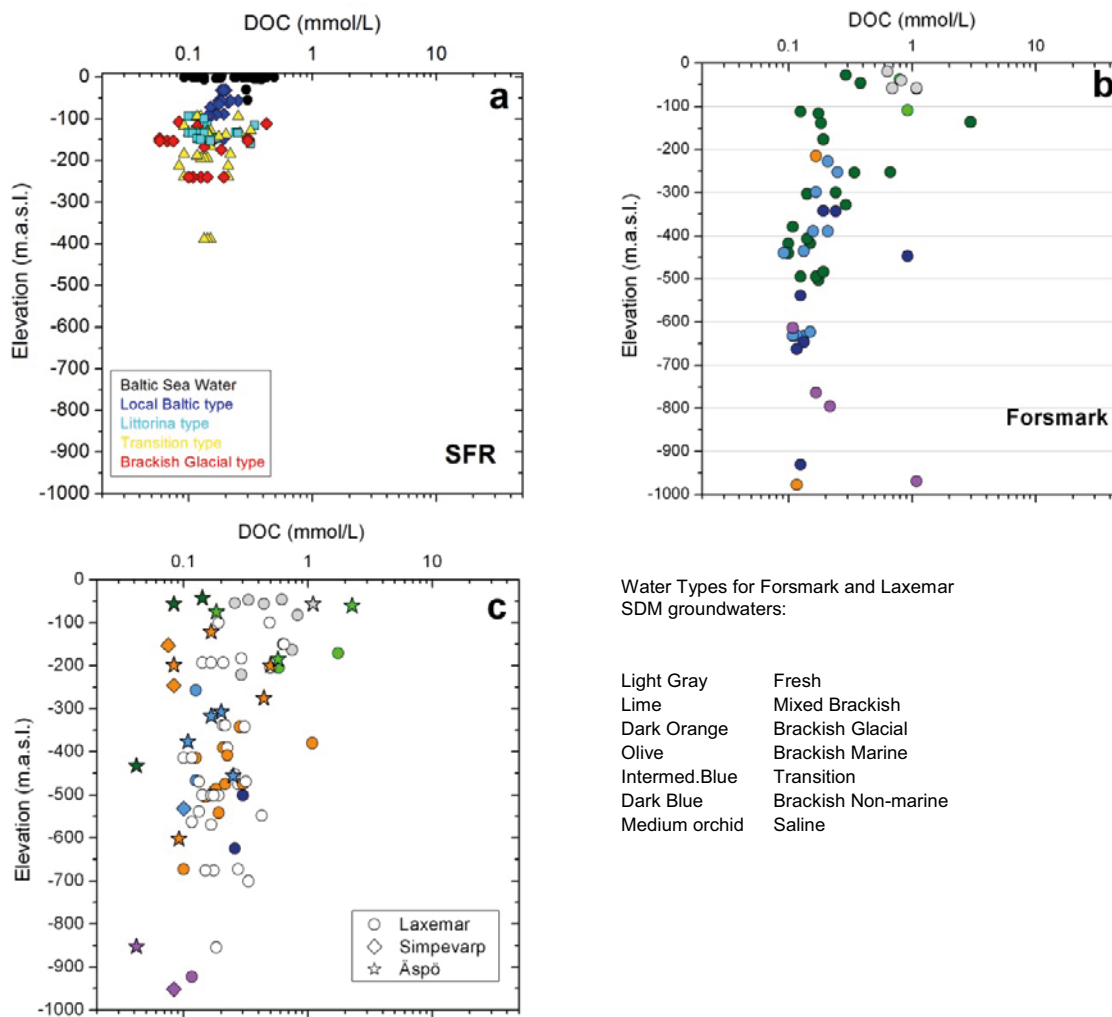 DOC (mmol/L)
0.1 1 10
0
-100
-200
-300
-400
-500
-600
-700
-800
-900
-1000
Elevation (m.a.s.l.)
a
Baltic Sea Water
Local Baltic type
Littorina type
Transition type
Brackish Glacial type
SFR
DOC (mmol/L)
0.1 1 10
0
-100
-200
-300
-400
-500
-600
-700
-800
-900
-1000
Elevation (m.a.s.l.)
b
Forsmark
DOC (mmol/L)
0.1 1 10
0
-100
-200
-300
-400
-500
-600
-700
-800
-900
-1000
Elevation (m.a.s.l.)
c
Laxemar
Simpevarp
Äspö
Water Types for Forsmark and Laxemar
SDM groundwaters:
Light Gray Fresh
Lime Mixed Brackish
Dark Orange Brackish Glacial
Olive Brackish Marine
Intermed.Blue Transition
Dark Blue Brackish Non-marine
Medium orchid Saline